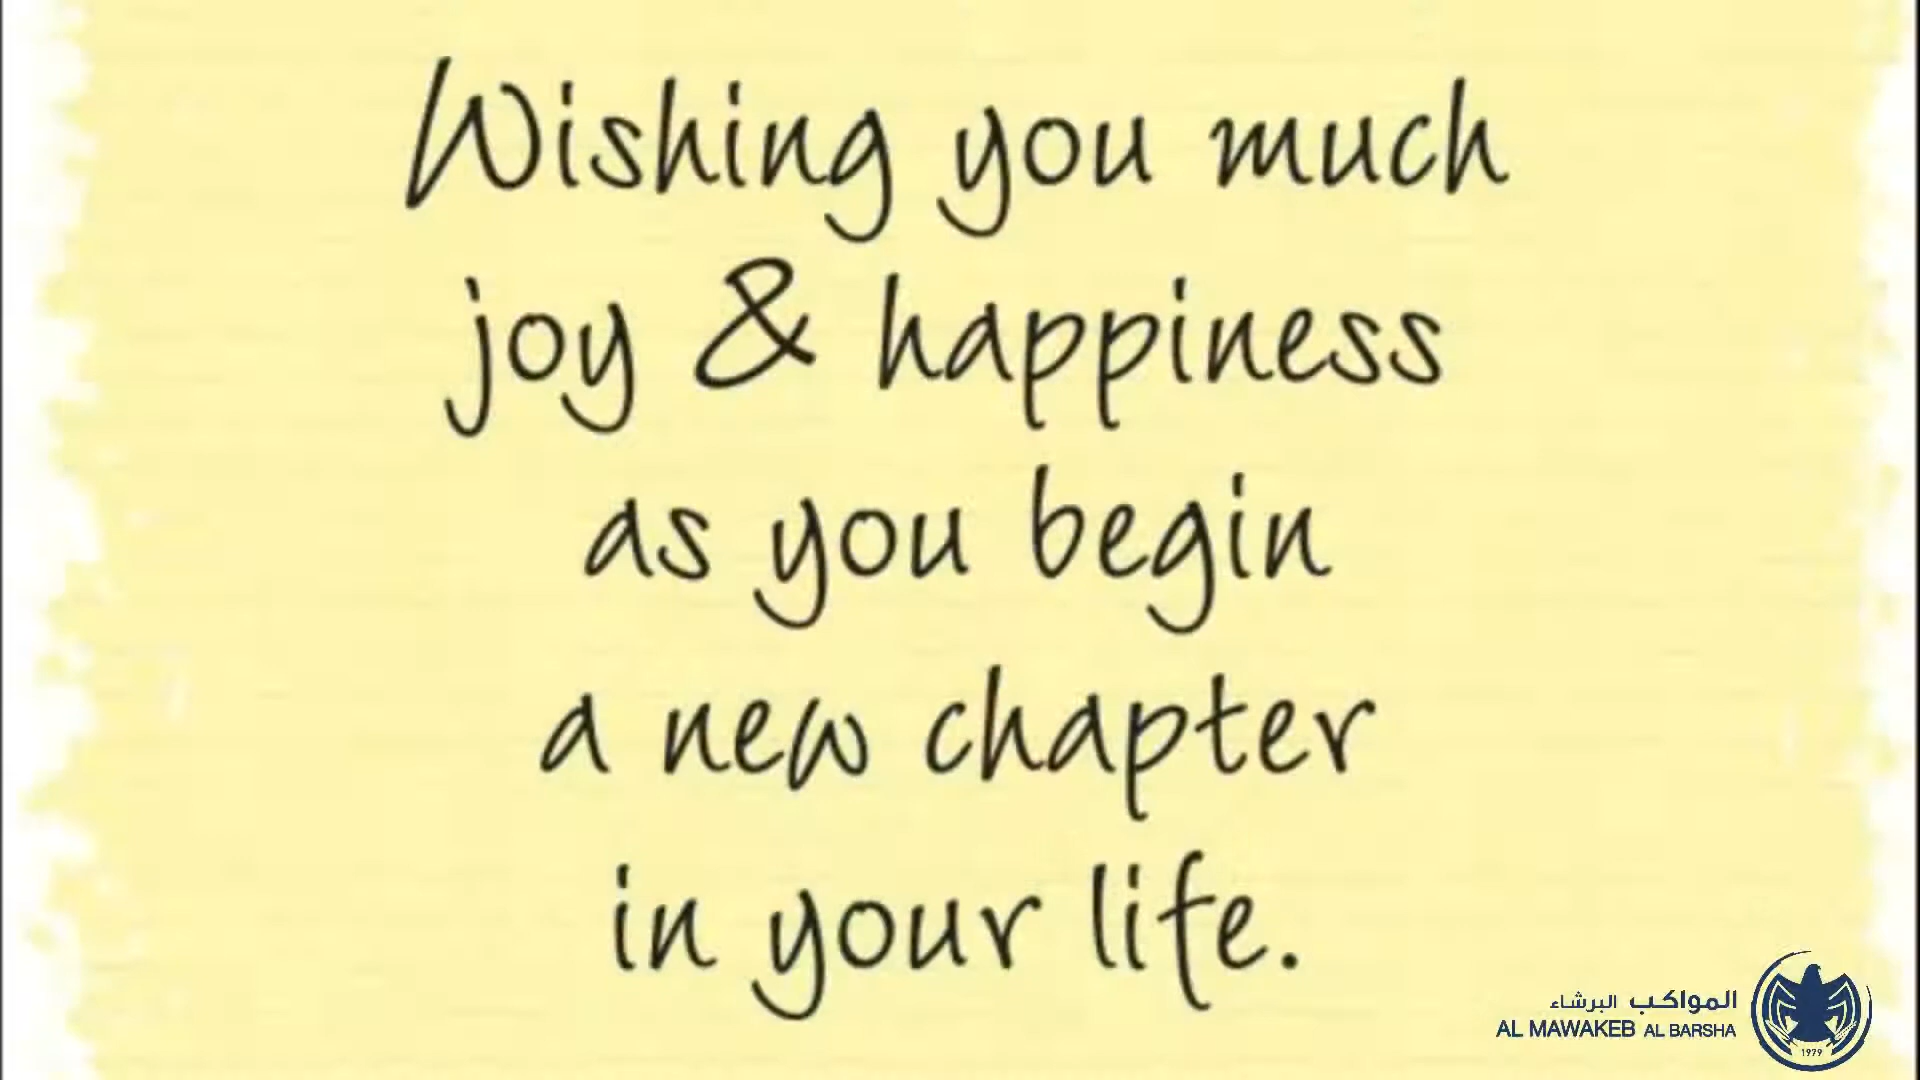 Wishing you much
joy & happiness
as you begin
a new chapter
in your life.
المواكب البرشاء
AL MAWAKEB AL BARSHA
1979